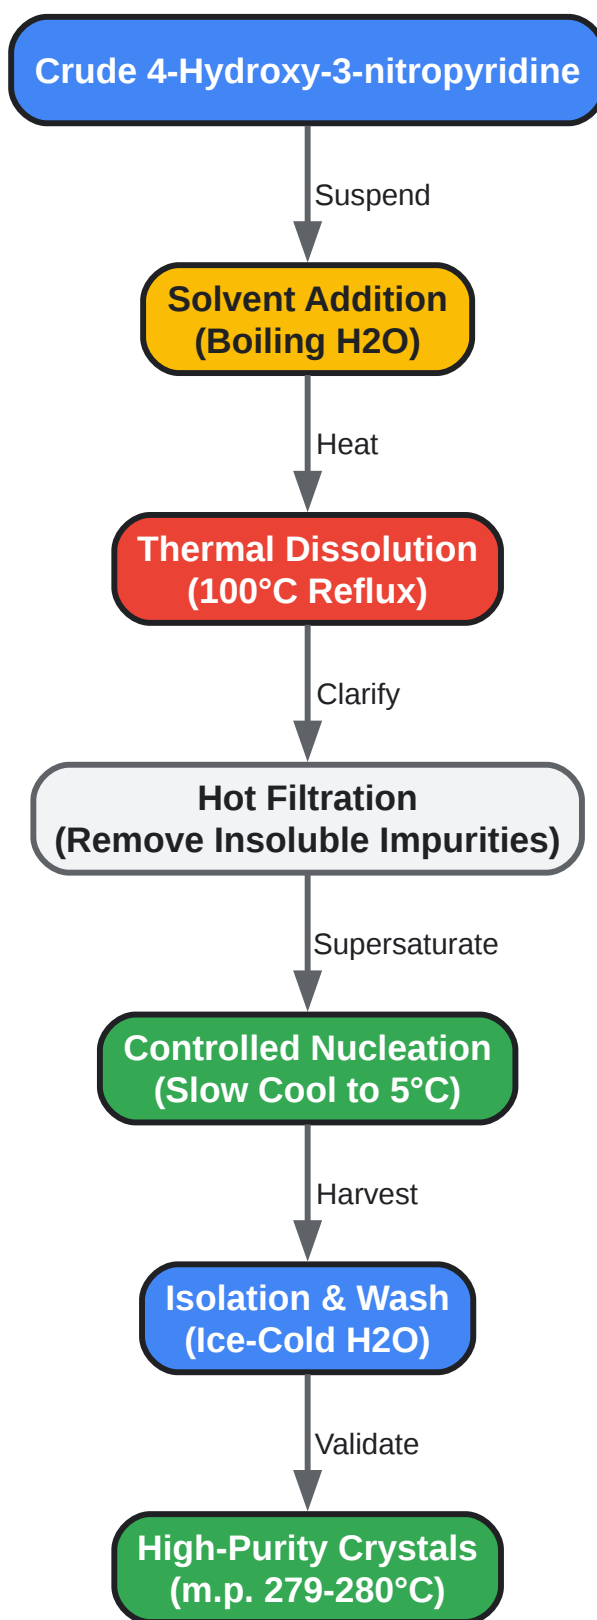 Crude 4-Hydroxy-3-nitropyridine
Suspend
Solvent Addition
(Boiling H2O)
Heat
Thermal Dissolution
(100°C Reflux)
Clarify
Hot Filtration
(Remove Insoluble Impurities)
Supersaturate
Controlled Nucleation
(Slow Cool to 5°C)
Harvest
Isolation & Wash
(Ice-Cold H2O)
Validate
High-Purity Crystals
(m.p. 279-280°C)